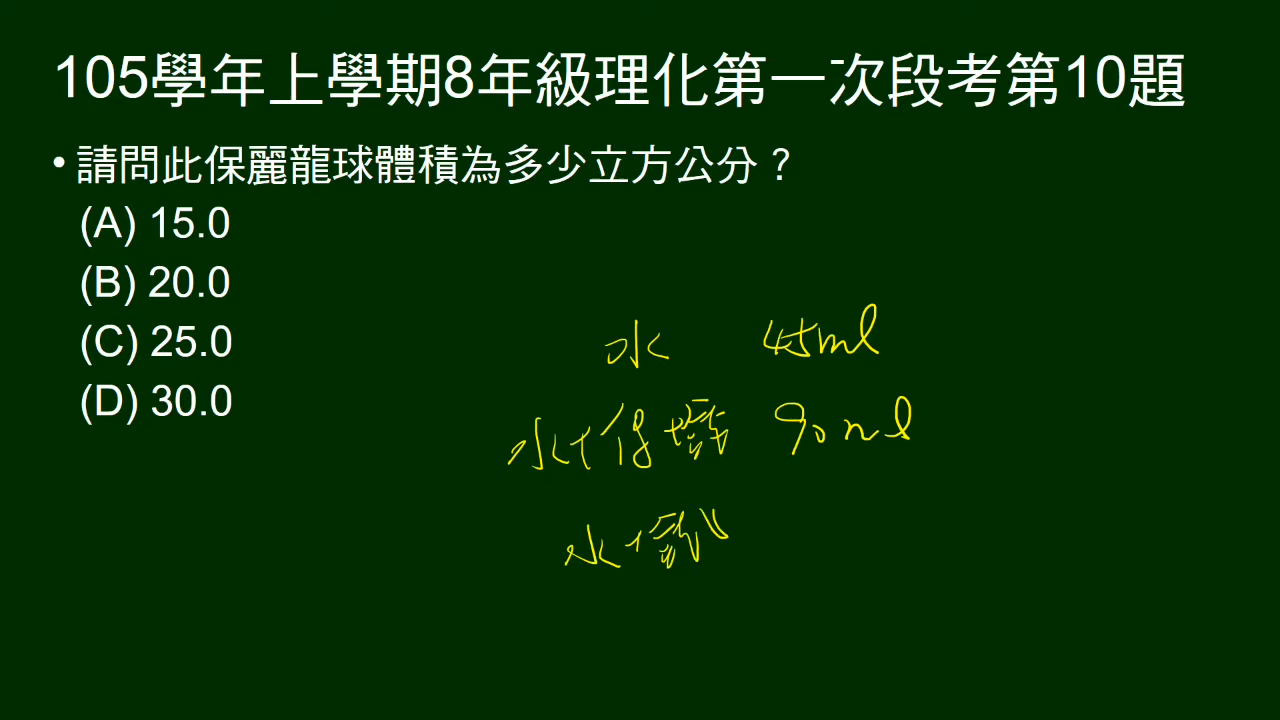 105學年上學期8年級理化第一次段考第10題
• 請問此保麗龍球體積為多少立方公分？
(A) 15.0
(B) 20.0
(C) 25.0
(D) 30.0
水 45ml
水+保 90ml
水+